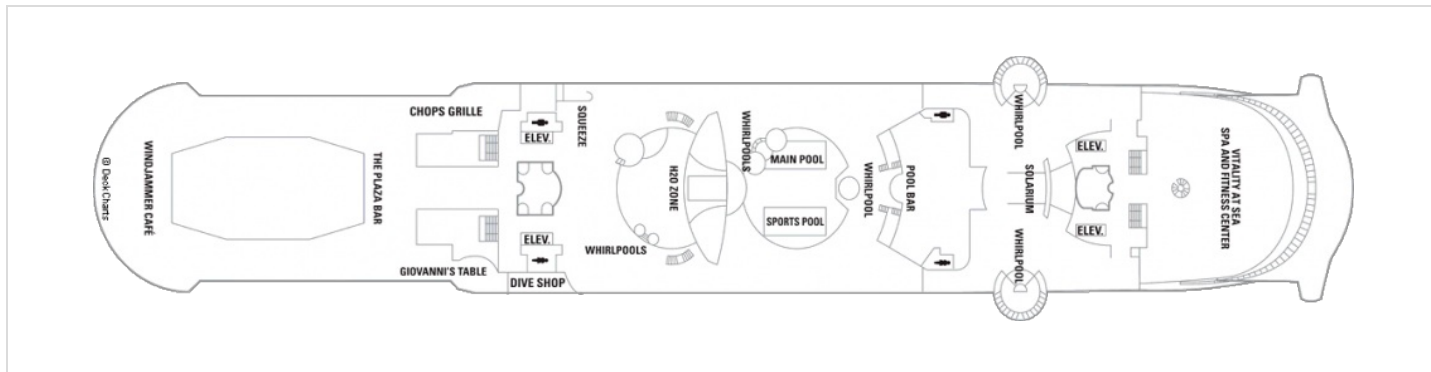 @ Deck Charts
WINDJAMMER CAFÉ
THE PLAZA BAR
CHOPS GRILLE
GIOVANNI'S TABLE
ELEV.
ELEV.
DIVE SHOP
SQUEEZE
WHIRLPOOLS
H20 ZONE
WHIRLPOOLS
MAIN POOL
SPORTS POOL
WHIRLPOOL
POOL BAR
WHIRLPOOL
SOLARIUM
WHIRLPOOL
ELEV.
ELEV.
VITALITY AT SEA
SPA AND FITNESS CENTER